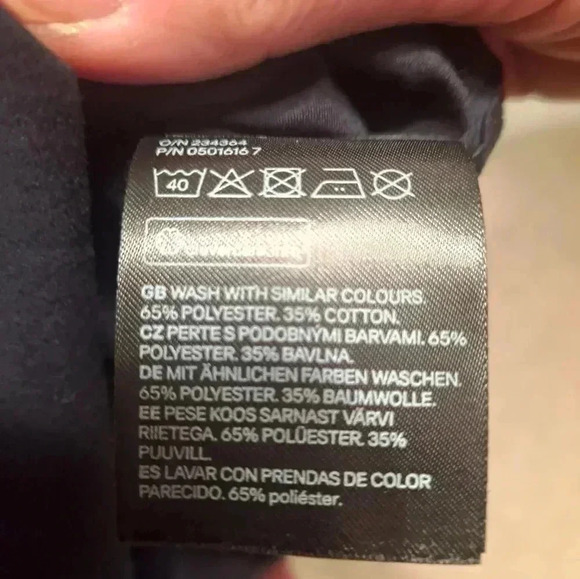 O/N 234364
P/N 0501616 7
40
GB WASH WITH SIMILAR COLOURS.
65% POLYESTER. 35% COTTON.
CZ PERTE S PODOBNÝMI BARVAMI. 65%
POLYESTER. 35% BAVLNA.
DE MIT ÄHNLICHEN FARBEN WASCHEN.
65% POLYESTER. 35% BAUMWOLLE.
EE PESE KOOS SARNAST VÄRVI
RIIETEGA. 65% POLÜESTER. 35%
PUUVILL.
ES LAVAR CON PRENDAS DE COLOR
PARECIDO. 65% poliéster.